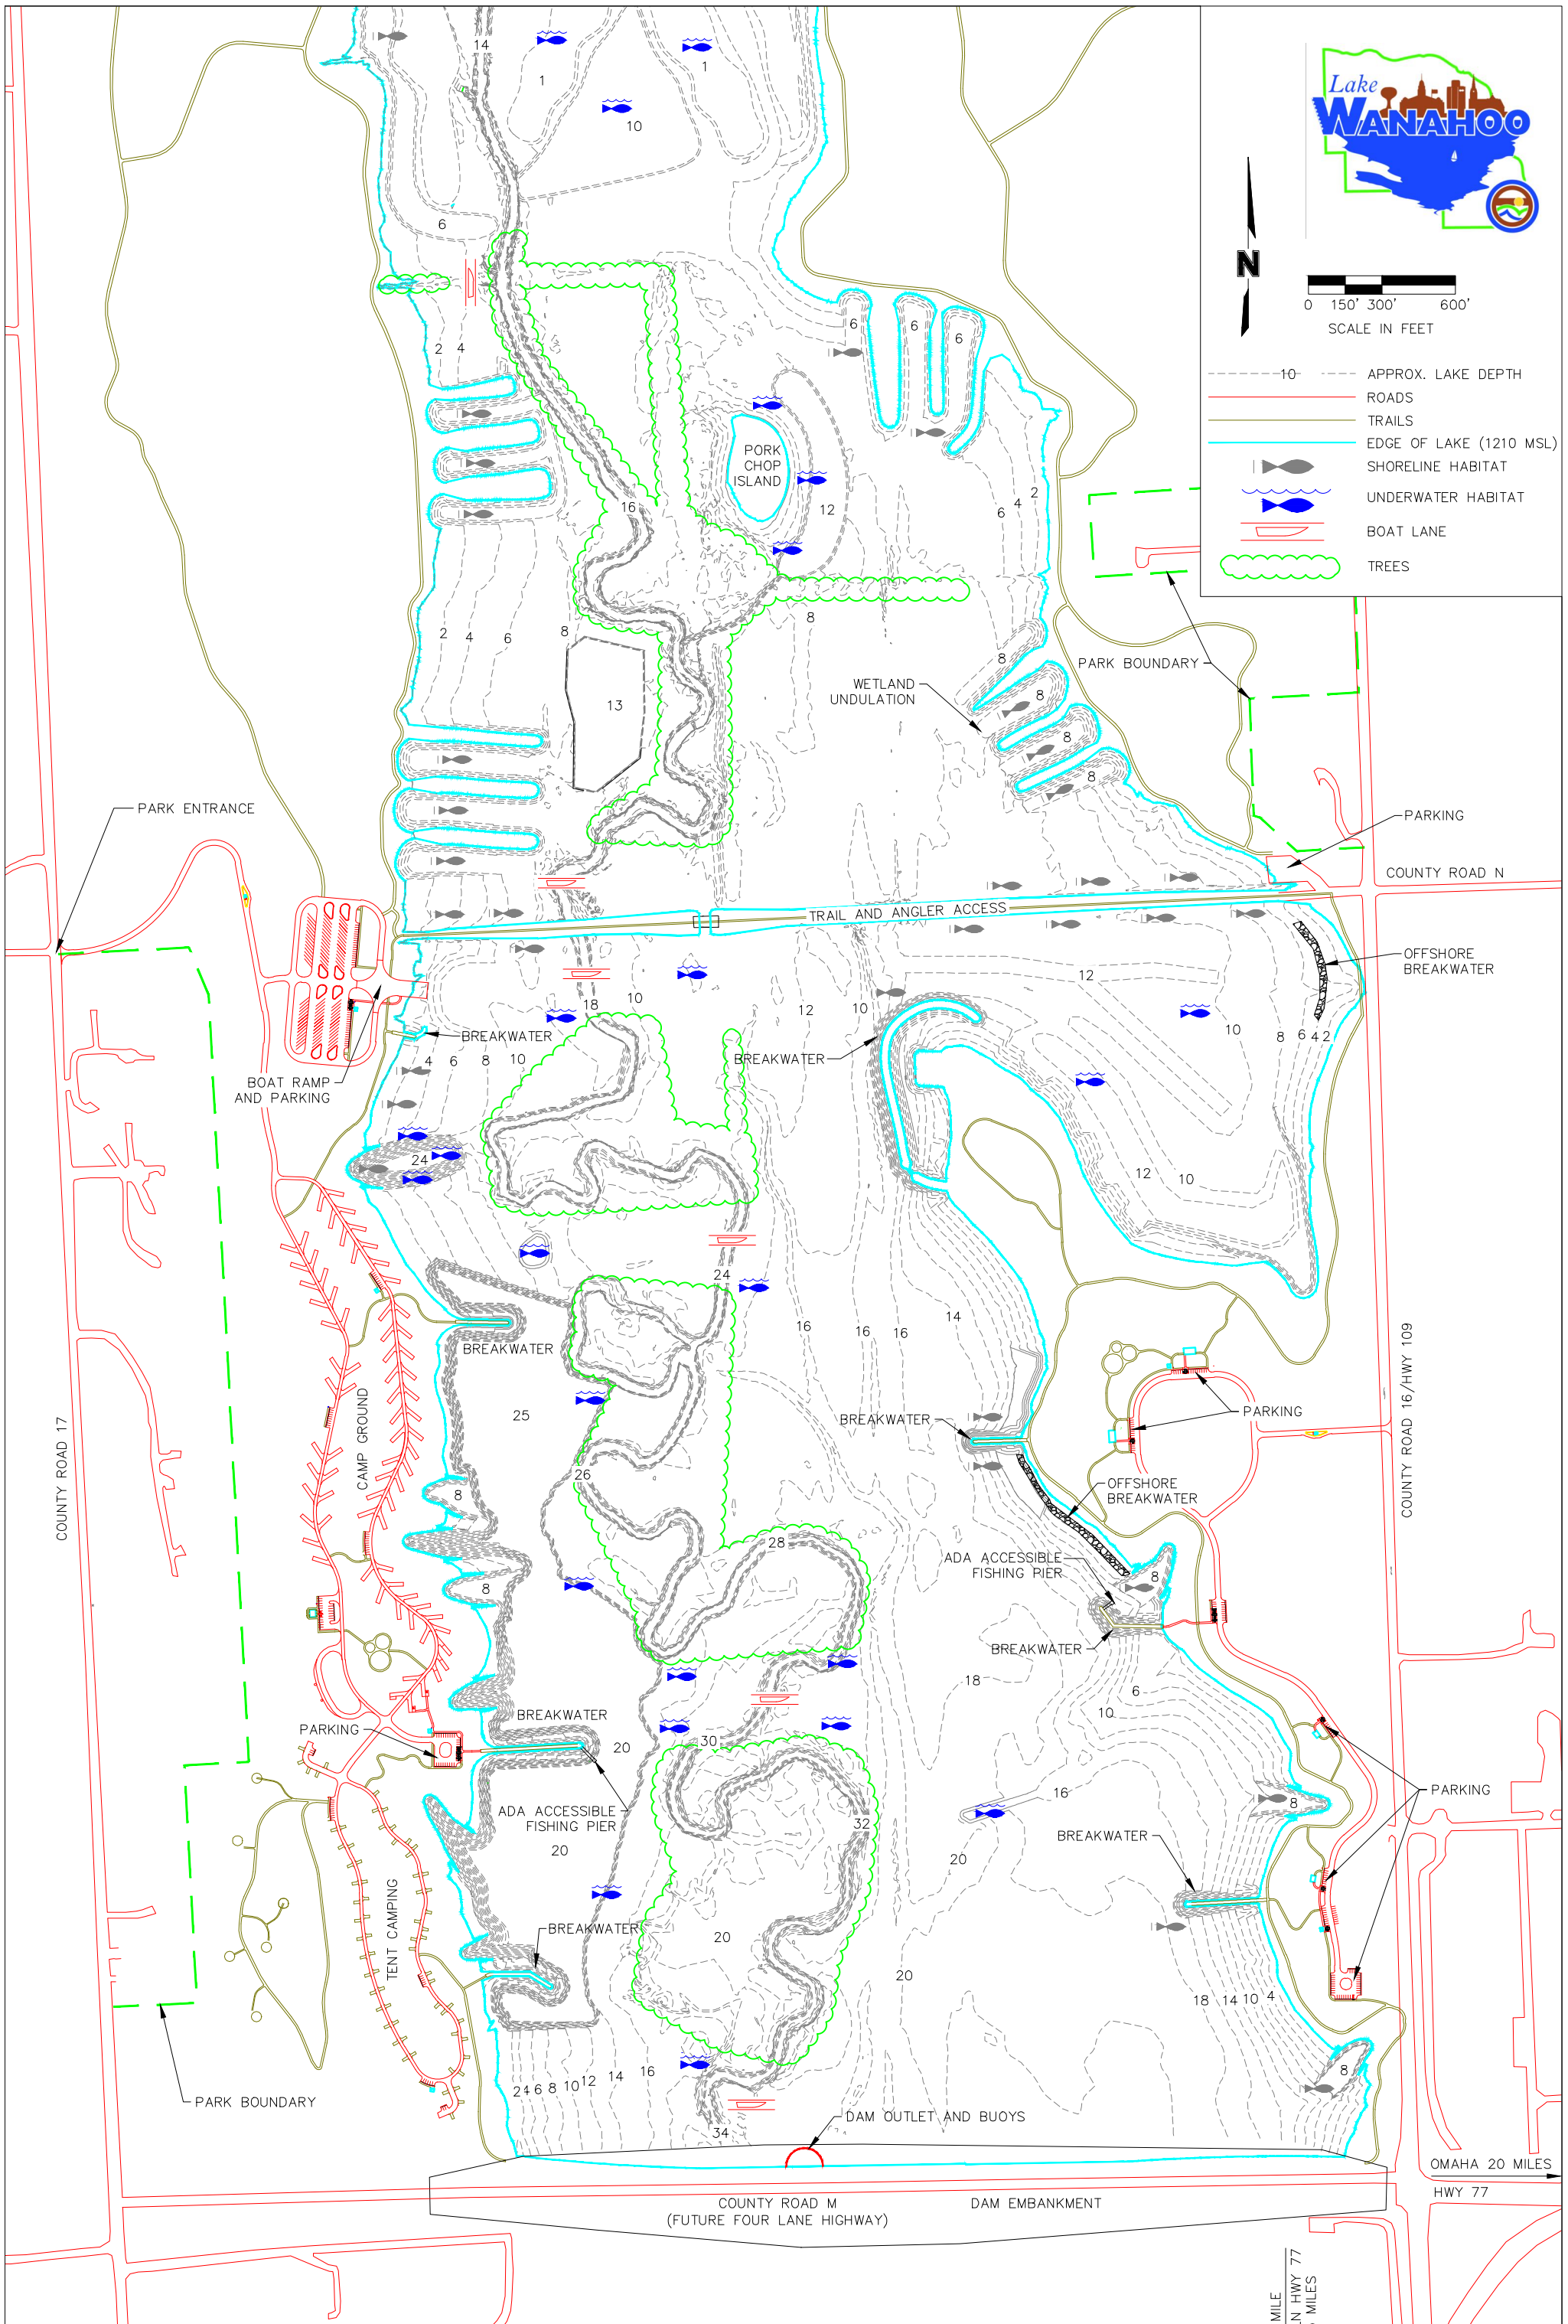 Lake
WANAHOO
N
0 150' 300' 600'
SCALE IN FEET
10 APPROX. LAKE DEPTH
ROADS
TRAILS
EDGE OF LAKE (1210 MSL)
SHORELINE HABITAT
UNDERWATER HABITAT
BOAT LANE
TREES
14
1
1
10
6
6
6
6
2 4
PORK
CHOP
ISLAND
12
16
6 4 2
2 4 6 8
8
13
8
8
8
8
WETLAND
UNDULATION
PARK BOUNDARY
PARK ENTRANCE
PARKING
COUNTY ROAD N
TRAIL AND ANGLER ACCESS
OFFSHORE
BREAKWATER
12
18 10
12 10
10 8 6 4 2
BREAKWATER
BREAKWATER
4 6 8 10
BOAT RAMP
AND PARKING
24
12 10
24
16 16 16 14
BREAKWATER
COUNTY ROAD 17
CAMP GROUND
COUNTY ROAD 16/HWY 109
25
BREAKWATER
PARKING
26
8
OFFSHORE
BREAKWATER
28
ADA ACCESSIBLE
FISHING PIER
8
8
BREAKWATER
18
6
10
BREAKWATER
PARKING
20
30
16
PARKING
8
ADA ACCESSIBLE
FISHING PIER
32
BREAKWATER
20
20
TENT CAMPING
BREAKWATER
20
20
18 14 10 4
8
PARK BOUNDARY
2 4 6 8 10 12 14 16
34
DAM OUTLET AND BUOYS
OMAHA 20 MILES
HWY 77
COUNTY ROAD M
(FUTURE FOUR LANE HIGHWAY)
DAM EMBANKMENT
MILE
LN HWY 77
MILES